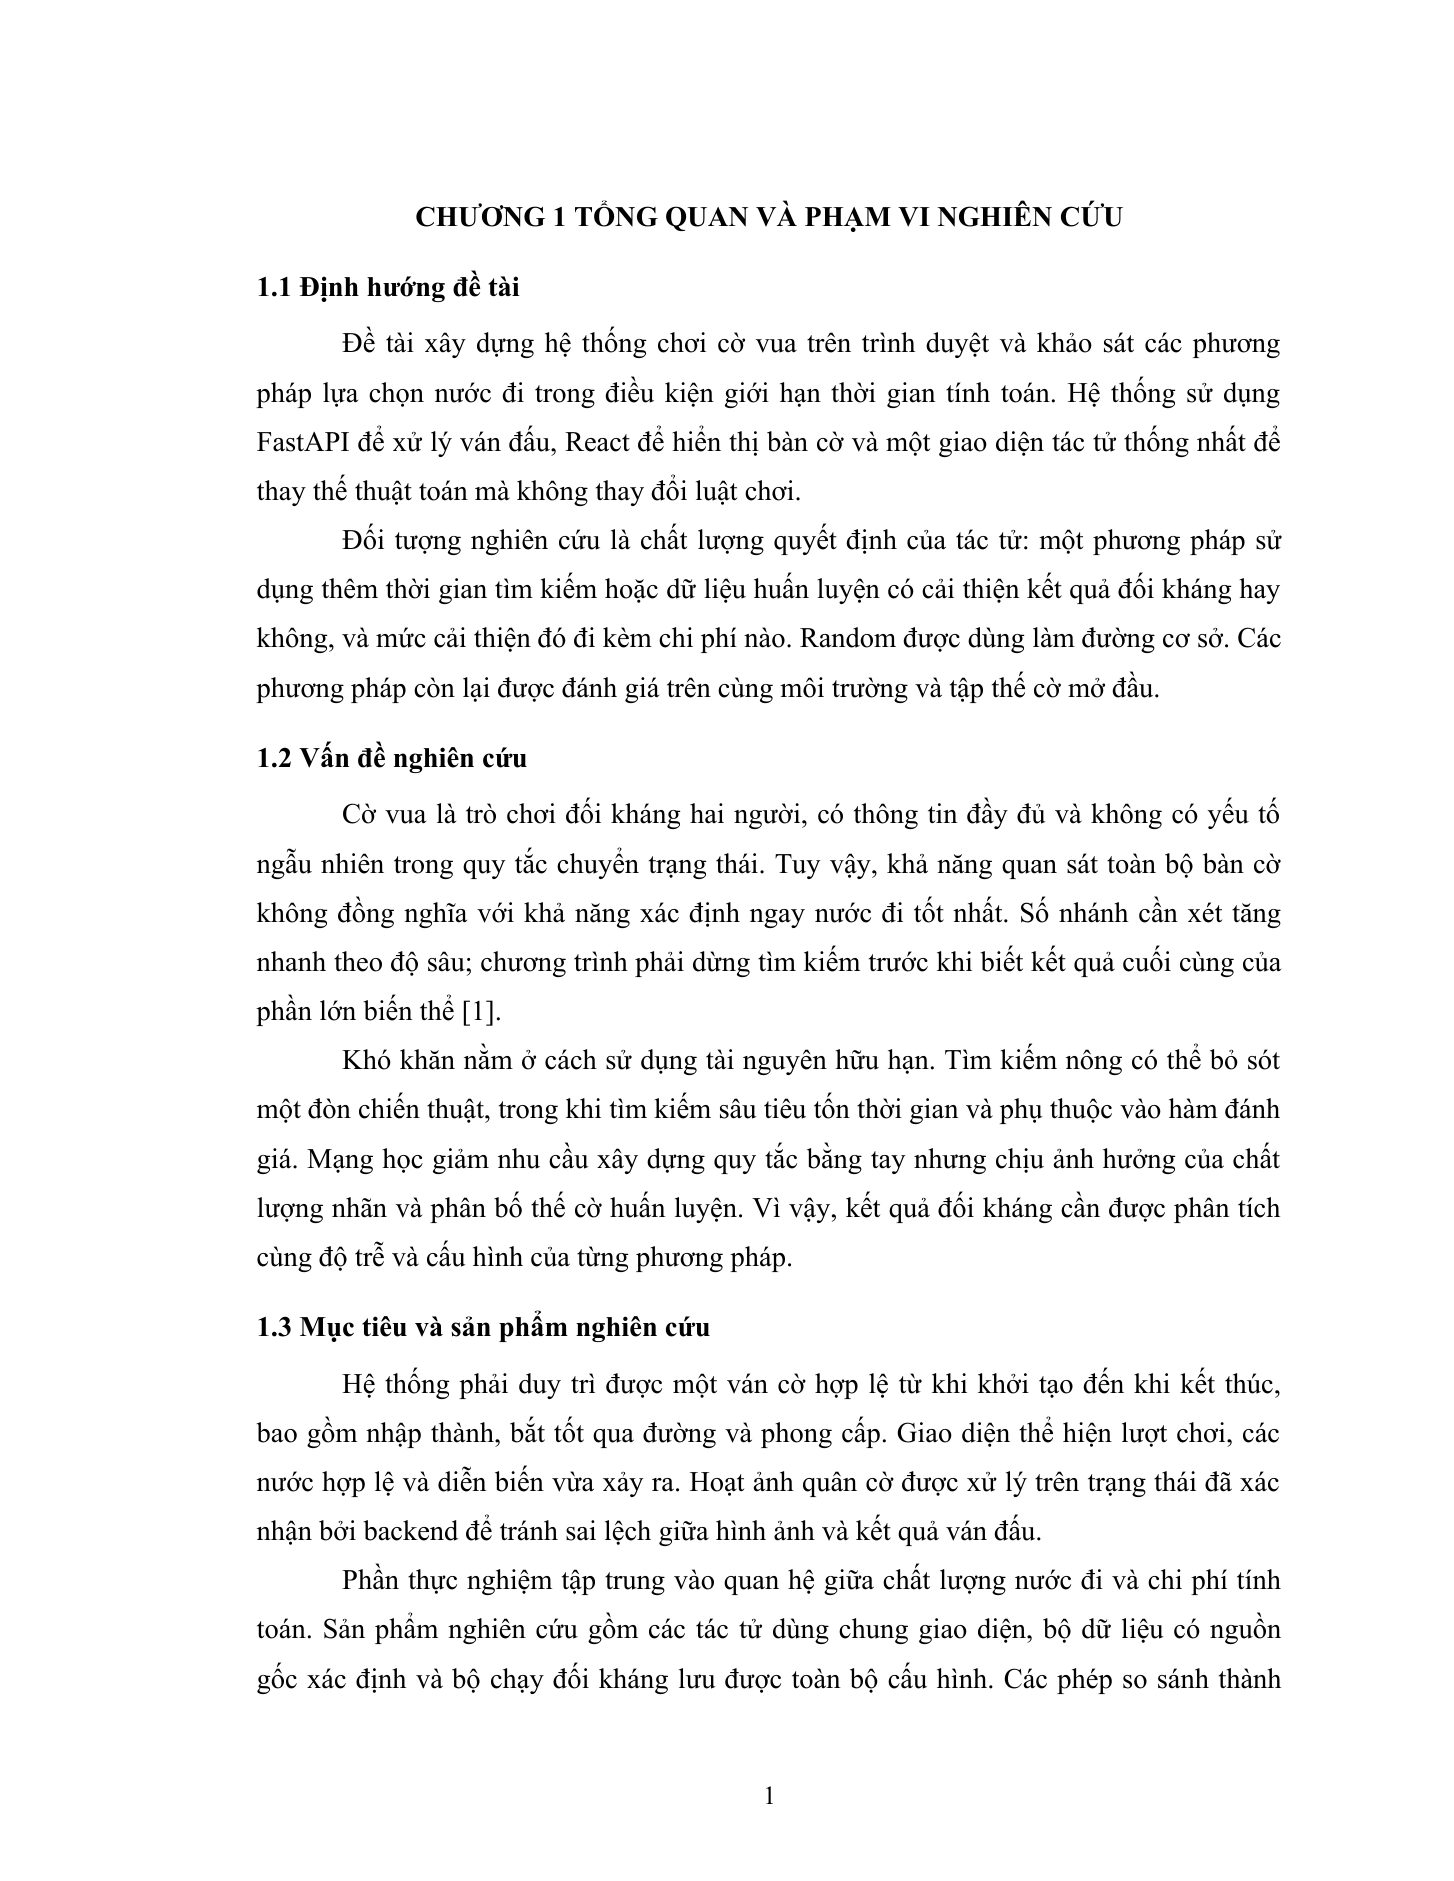 CHƯƠNG 1 TỔNG QUAN VÀ PHẠM VI NGHIÊN CỨU
1.1 Định hướng đề tài
Đề tài xây dựng hệ thống chơi cờ vua trên trình duyệt và khảo sát các phương
pháp lựa chọn nước đi trong điều kiện giới hạn thời gian tính toán. Hệ thống sử dụng
FastAPI để xử lý ván đấu, React để hiển thị bàn cờ và một giao diện tác tử thống nhất để
thay thế thuật toán mà không thay đổi luật chơi.
Đối tượng nghiên cứu là chất lượng quyết định của tác tử: một phương pháp sử
dụng thêm thời gian tìm kiếm hoặc dữ liệu huấn luyện có cải thiện kết quả đối kháng hay
không, và mức cải thiện đó đi kèm chi phí nào. Random được dùng làm đường cơ sở. Các
phương pháp còn lại được đánh giá trên cùng môi trường và tập thế cờ mở đầu.
1.2 Vấn đề nghiên cứu
Cờ vua là trò chơi đối kháng hai người, có thông tin đầy đủ và không có yếu tố
ngẫu nhiên trong quy tắc chuyển trạng thái. Tuy vậy, khả năng quan sát toàn bộ bàn cờ
không đồng nghĩa với khả năng xác định ngay nước đi tốt nhất. Số nhánh cần xét tăng
nhanh theo độ sâu; chương trình phải dừng tìm kiếm trước khi biết kết quả cuối cùng của
phần lớn biến thể [1].
Khó khăn nằm ở cách sử dụng tài nguyên hữu hạn. Tìm kiếm nông có thể bỏ sót
một đòn chiến thuật, trong khi tìm kiếm sâu tiêu tốn thời gian và phụ thuộc vào hàm đánh
giá. Mạng học giảm nhu cầu xây dựng quy tắc bằng tay nhưng chịu ảnh hưởng của chất
lượng nhãn và phân bố thế cờ huấn luyện. Vì vậy, kết quả đối kháng cần được phân tích
cùng độ trễ và cấu hình của từng phương pháp.
1.3 Mục tiêu và sản phẩm nghiên cứu
Hệ thống phải duy trì được một ván cờ hợp lệ từ khi khởi tạo đến khi kết thúc,
bao gồm nhập thành, bắt tốt qua đường và phong cấp. Giao diện thể hiện lượt chơi, các
nước hợp lệ và diễn biến vừa xảy ra. Hoạt ảnh quân cờ được xử lý trên trạng thái đã xác
nhận bởi backend để tránh sai lệch giữa hình ảnh và kết quả ván đấu.
Phần thực nghiệm tập trung vào quan hệ giữa chất lượng nước đi và chi phí tính
toán. Sản phẩm nghiên cứu gồm các tác tử dùng chung giao diện, bộ dữ liệu có nguồn
gốc xác định và bộ chạy đối kháng lưu được toàn bộ cấu hình. Các phép so sánh thành
1